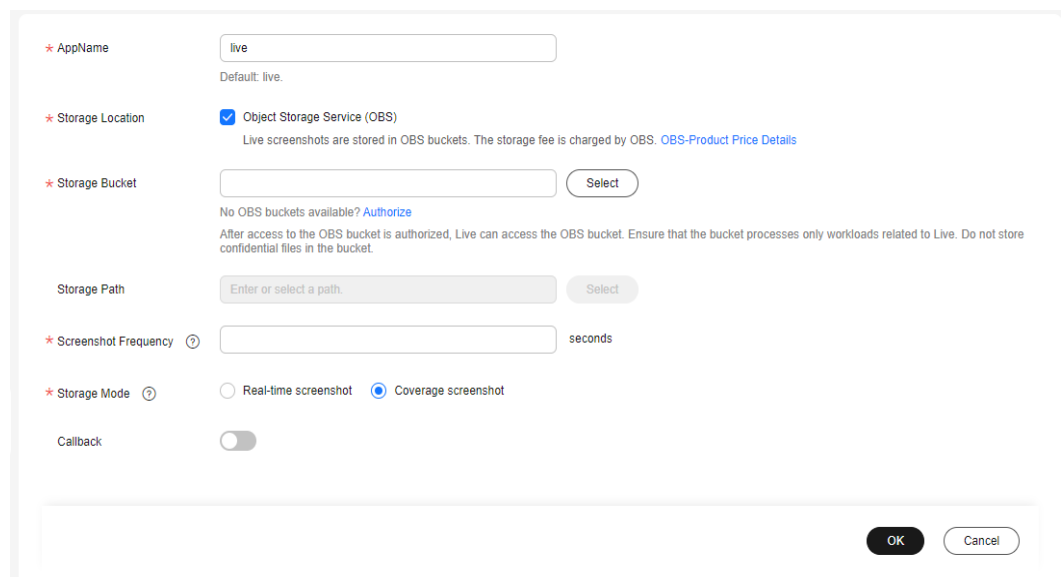 * AppName
live
Default: live.
* Storage Location
Object Storage Service (OBS)
Live screenshots are stored in OBS buckets. The storage fee is charged by OBS. OBS-Product Price Details
* Storage Bucket
Select
No OBS buckets available? Authorize
After access to the OBS bucket is authorized, Live can access the OBS bucket. Ensure that the bucket processes only workloads related to Live. Do not store
confidential files in the bucket.
Storage Path
Enter or select a path.
Select
* Screenshot Frequency ?
seconds
* Storage Mode ?
Real-time screenshot
Coverage screenshot
Callback
OK
Cancel